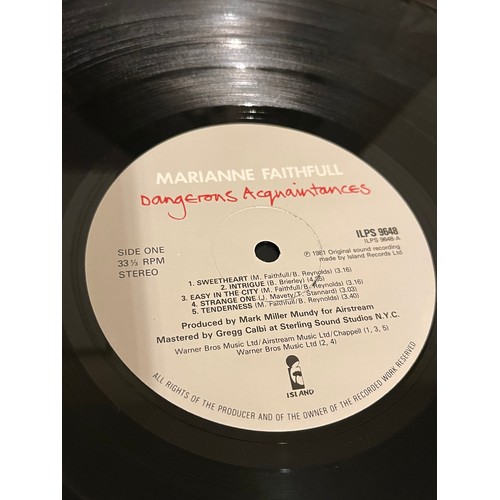 MARIANNE FAITHFULL
Dangerous Acquaintances
SIDE ONE
33⅓ RPM
STEREO
ILPS 9648
ILPS 9648-A
℗ 1981 Original sound recording
made by Island Records Ltd
1. SWEETHEART (M. Faithfull/B. Reynolds) 3.16
2. INTRIGUE (B. Brierley)
3. EASY IN THE CITY (M. Faithfull/B. Reynolds) 3.16
4. STRANGE ONE (J. Mavety/T. Stannard) 3.03
5. TENDERNESS (M. Faithfull/B. Reynolds) 3.40
Produced by Mark Miller Mundy for Airstream
Mastered by Gregg Calbi at Sterling Sound Studios N.Y.C.
Warner Bros Music Ltd/Airstream Music Ltd/Chappell (1, 3, 5)
Warner Bros Music Ltd (2, 4)
ISLAND
ALL RIGHTS OF THE PRODUCER AND OF THE OWNER OF THE RECORDED WORK RESERVED